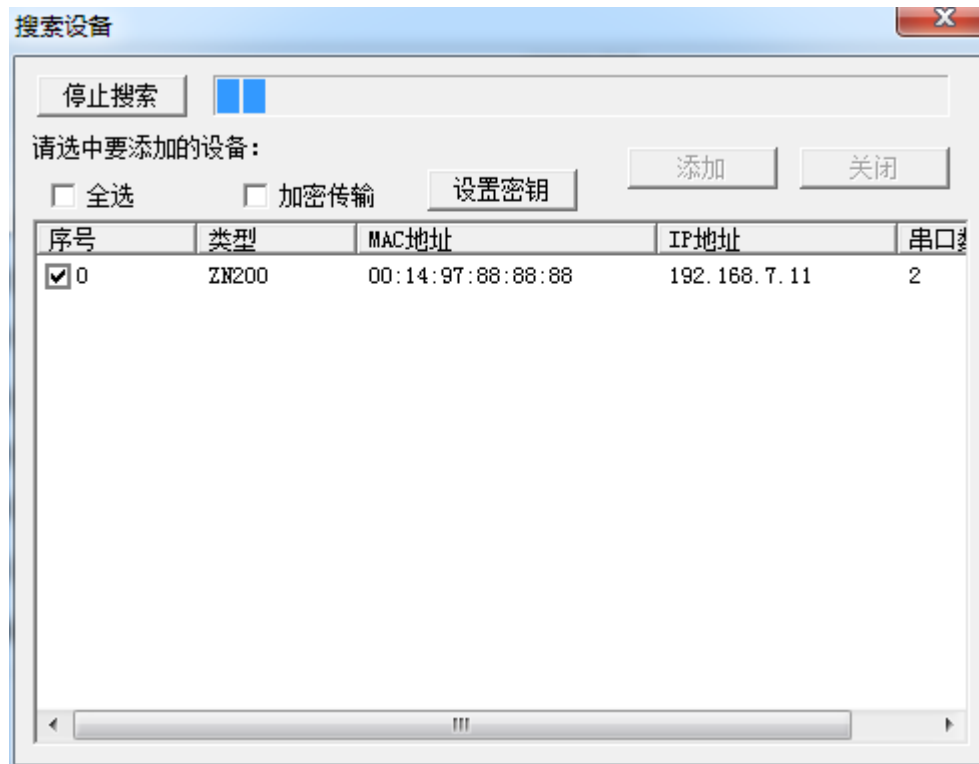 搜索设备
停止搜索
请选中要添加的设备:
添加 关闭
全选 加密传输 设置密钥
序号 类型 MAC地址 IP地址 串口
0 ZN200 00:14:97:88:88:88 192.168.7.11 2